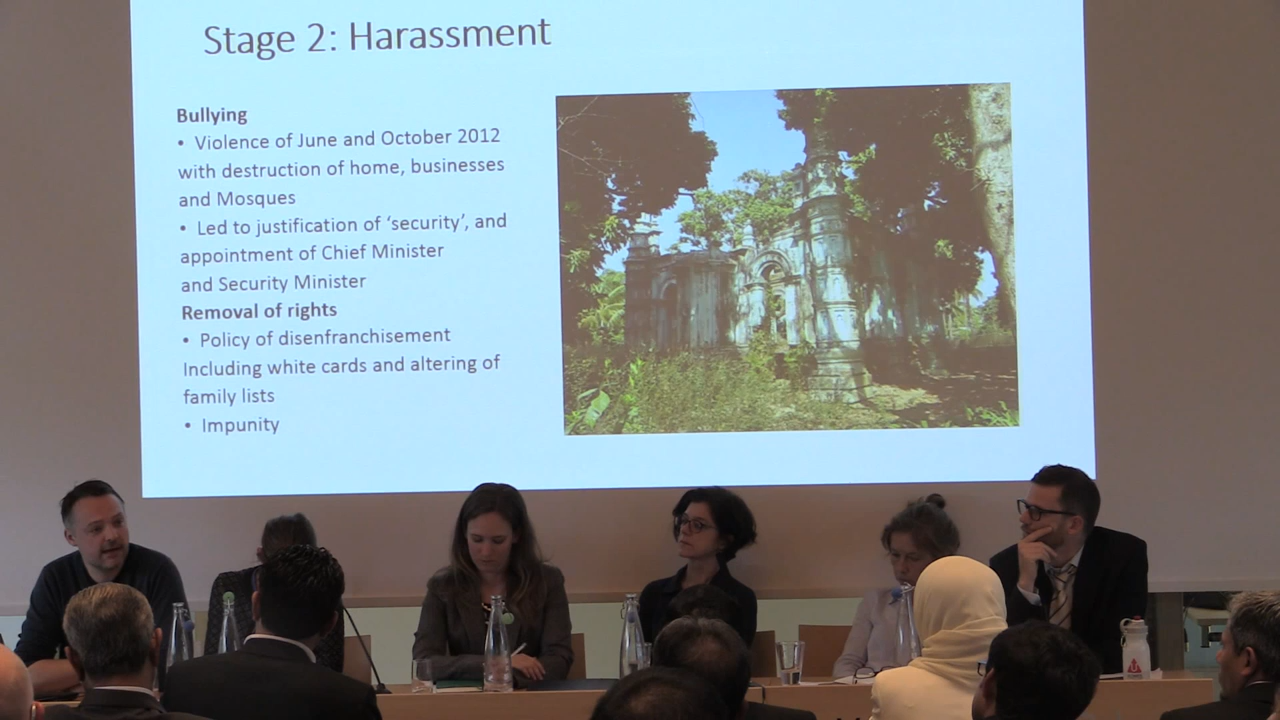 Stage 2: Harassment
Bullying
• Violence of June and October 2012
with destruction of home, businesses
and Mosques
• Led to justification of ‘security’, and
appointment of Chief Minister
and Security Minister
Removal of rights
• Policy of disenfranchisement
Including white cards and altering of
family lists
• Impunity